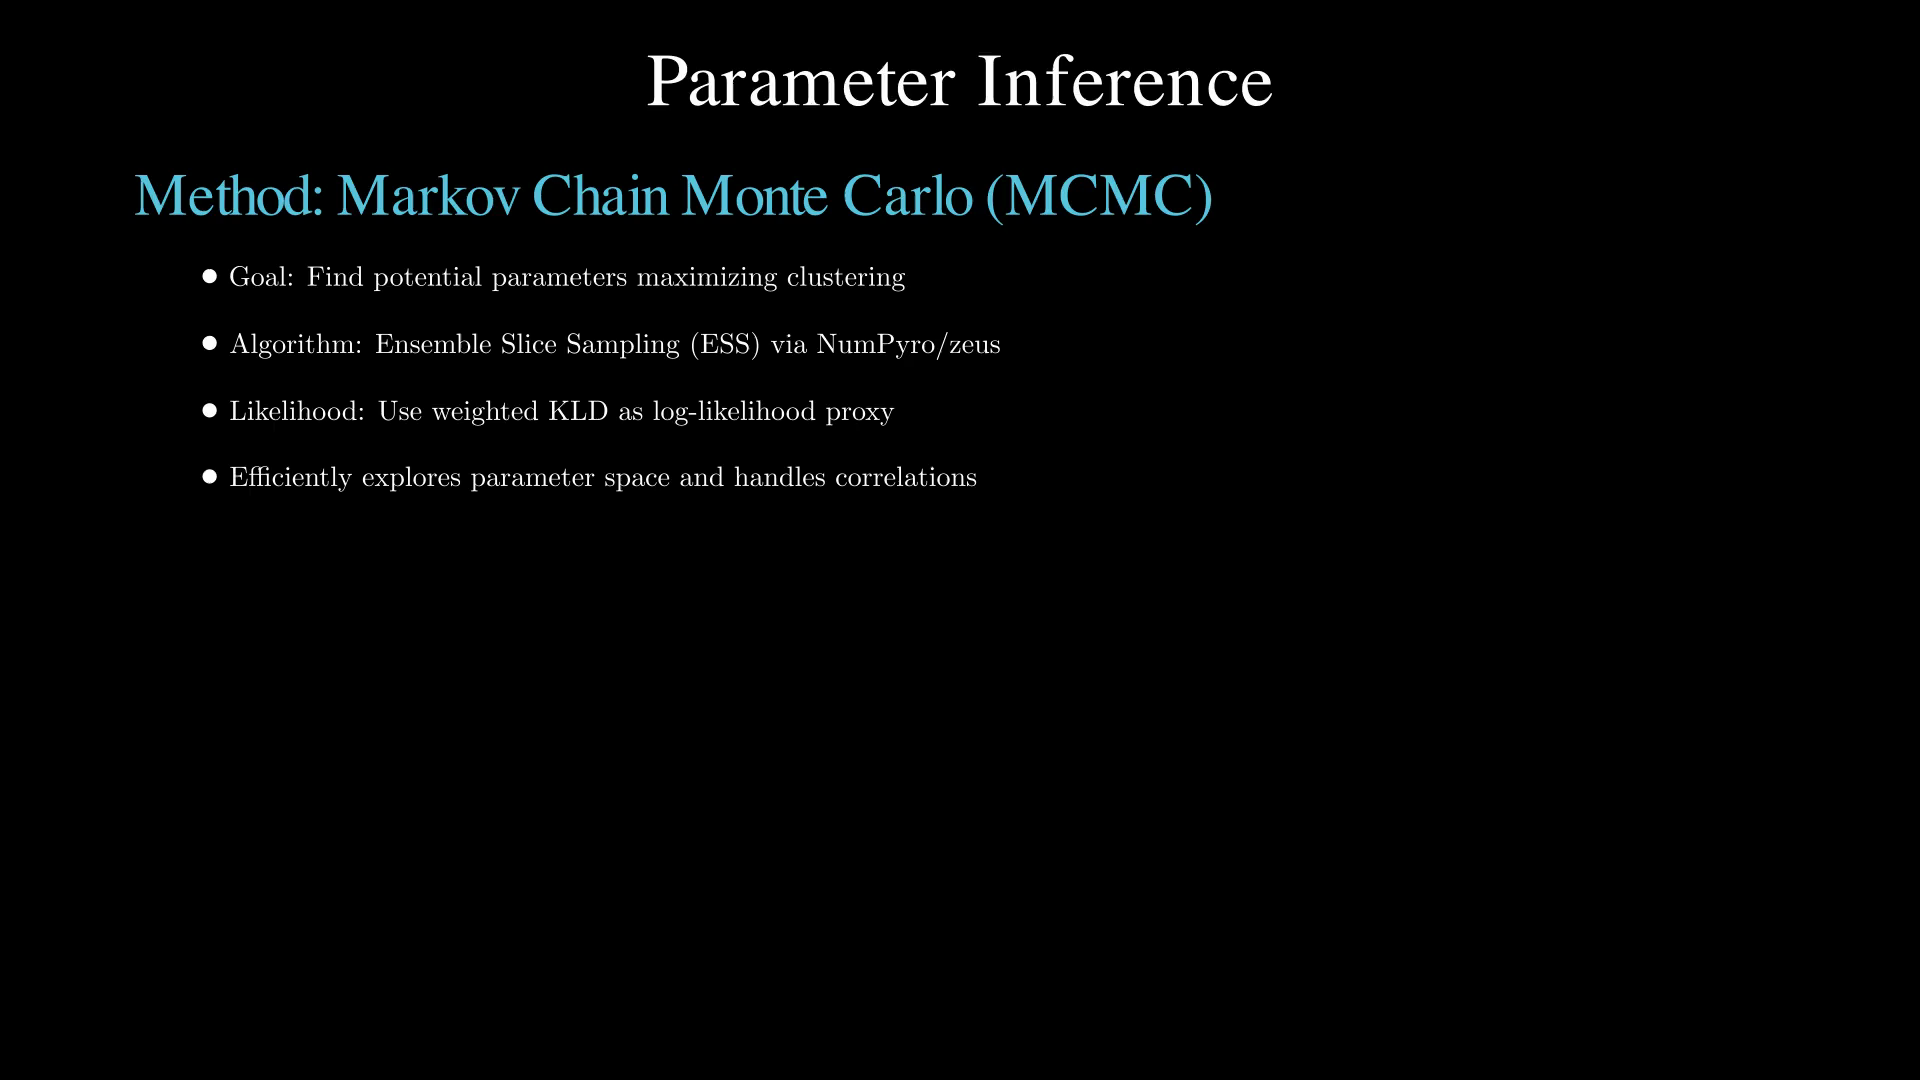 Parameter Inference
Method: Markov Chain Monte Carlo (MCMC)
● Goal: Find potential parameters maximizing clustering
● Algorithm: Ensemble Slice Sampling (ESS) via NumPyro/zeus
● Likelihood: Use weighted KLD as log-likelihood proxy
● Efficiently explores parameter space and handles correlations